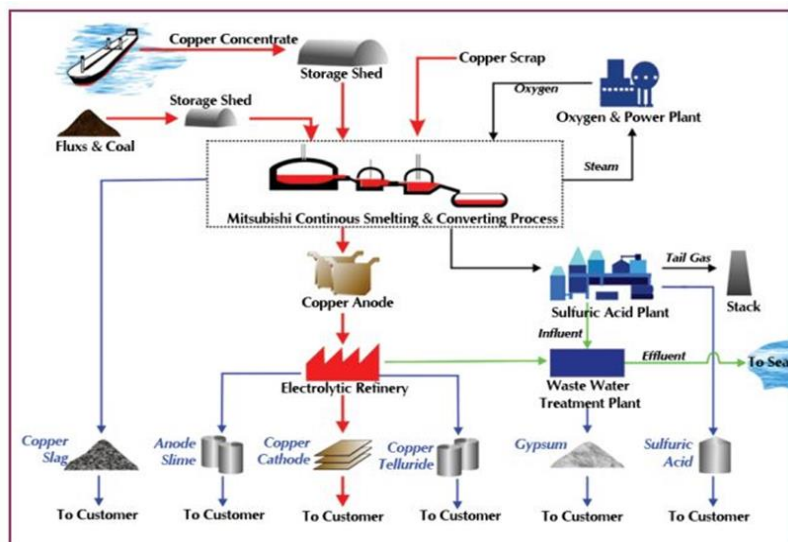 Copper Concentrate
Storage Shed
Copper Scrap
Storage Shed
Fluxs & Coal
Oxygen
Oxygen & Power Plant
Steam
Mitsubishi Continous Smelting & Converting Process
Copper Anode
Tail Gas
Sulfuric Acid Plant
Stack
Influent
Effluent
To Sea
Electrolytic Refinery
Waste Water
Treatment Plant
Copper
Slag
Anode
Slime
Copper
Cathode
Copper
Telluride
Gypsum
Sulfuric
Acid
To Customer
To Customer
To Customer
To Customer
To Customer
To Customer